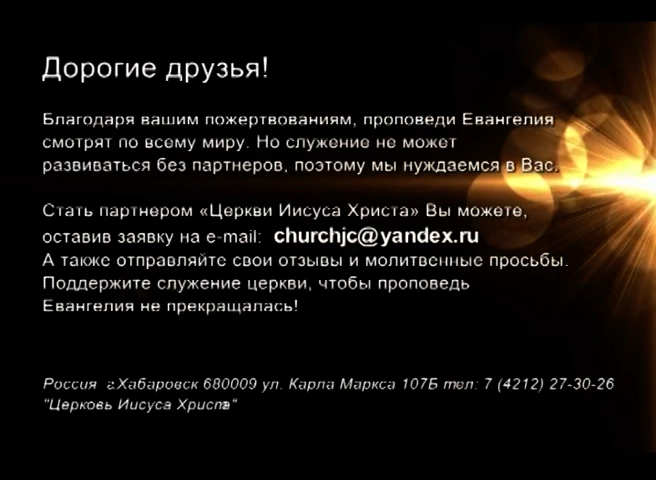 Дорогие друзья!
Благодаря вашим пожертвованиям, проповеди Евангелия
смотрят по всему миру. Но служение не может
развиваться без партнеров, поэтому мы нуждаемся в Вас.
Стать партнером «Церкви Иисуса Христа» Вы можете,
оставив заявку на e-mail: churchjc@yandex.ru
А также отправляйте свои отзывы и молитвенные просьбы.
Поддержите служение церкви, чтобы проповедь
Евангелия не прекращалась!
Россия г.Хабаровск 680009 ул. Карла Маркса 107Б тел: 7 (4212) 27-30-26
"Церковь Иисуса Христа"